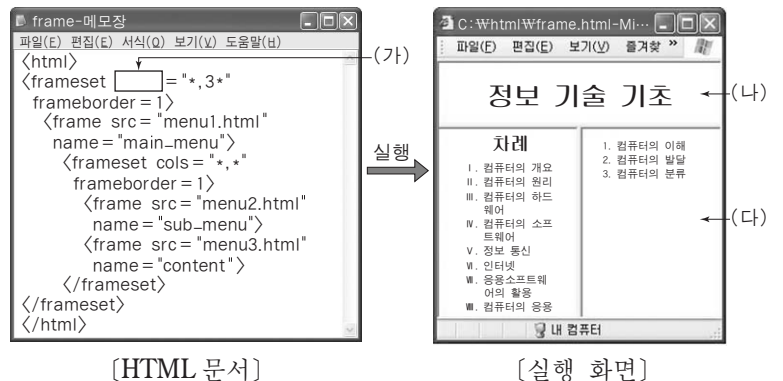 frame-메모장
파일(F) 편집(E) 서식(O) 보기(V) 도움말(H)
〈html〉
〈frameset = "*,3*"
frameborder = 1〉
〈frame src = "menu1.html"
name = "main_menu"〉
〈frameset cols = "*,*"
frameborder = 1〉
〈frame src = "menu2.html"
name = "sub_menu"〉
〈frame src = "menu3.html"
name = "content"〉
〈/frameset〉
〈/frameset〉
〈/html〉
(가)
실행
C:₩html₩frame.html-Mi…
파일(F) 편집(E) 보기(V) 즐겨찾 »
정보 기술 기초
(나)
차례
Ⅰ. 컴퓨터의 개요
Ⅱ. 컴퓨터의 원리
Ⅲ. 컴퓨터의 하드
웨어
Ⅳ. 컴퓨터의 소프
트웨어
Ⅴ. 정보 통신
Ⅵ. 인터넷
Ⅶ. 응용소프트웨
어의 활용
Ⅷ. 컴퓨터의 응용
1. 컴퓨터의 이해
2. 컴퓨터의 발달
3. 컴퓨터의 분류
(다)
내 컴퓨터
[HTML 문서]
[실행 화면]